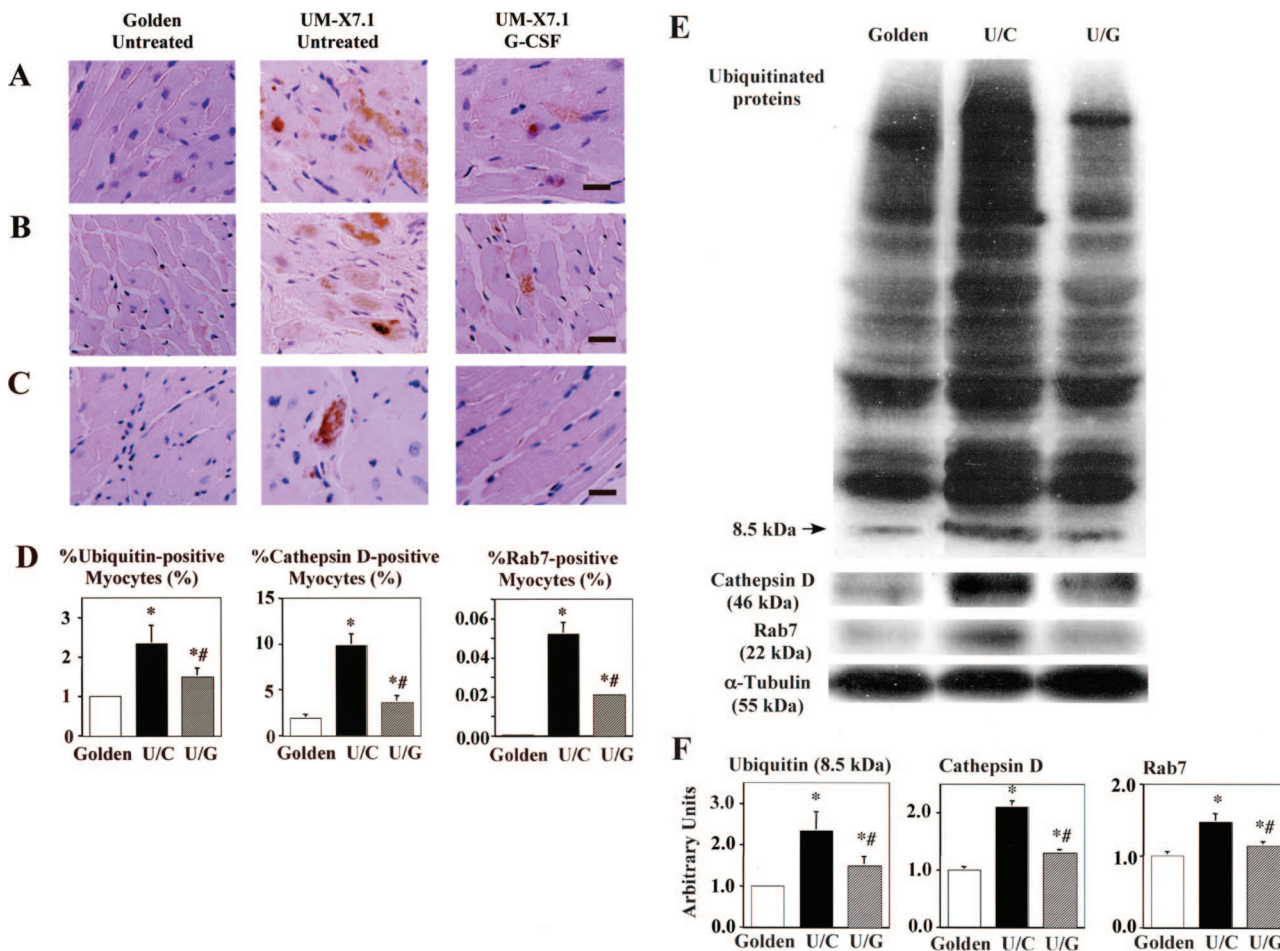 Golden
Untreated
UM-X7.1
Untreated
UM-X7.1
G-CSF
A
B
C
D
%Ubiquitin-positive
Myocytes (%)
3
2
1
0
*
*#
Golden U/C U/G
%Cathepsin D-positive
Myocytes (%)
15
10
5
0
*
*#
Golden U/C U/G
%Rab7-positive
Myocytes (%)
0.06
0.04
0.02
0.00
*
*#
Golden U/C U/G
E
Golden U/C U/G
Ubiquitinated
proteins
8.5 kDa
Cathepsin D
(46 kDa)
Rab7
(22 kDa)
α-Tubulin
(55 kDa)
F
Arbitrary Units
Ubiquitin (8.5 kDa)
3.0
2.0
1.0
0.0
*
*#
Golden U/C U/G
Cathepsin D
2.0
1.0
0.0
*
*#
Golden U/C U/G
Rab7
2.0
1.0
0.0
*
*#
Golden U/C U/G